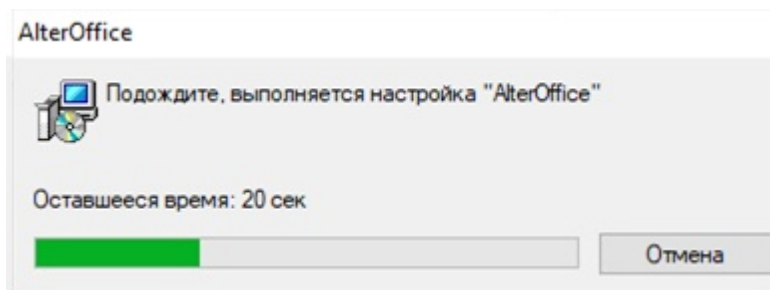 AlterOffice
Подождите, выполняется настройка "AlterOffice"
Оставшееся время: 20 сек
Отмена